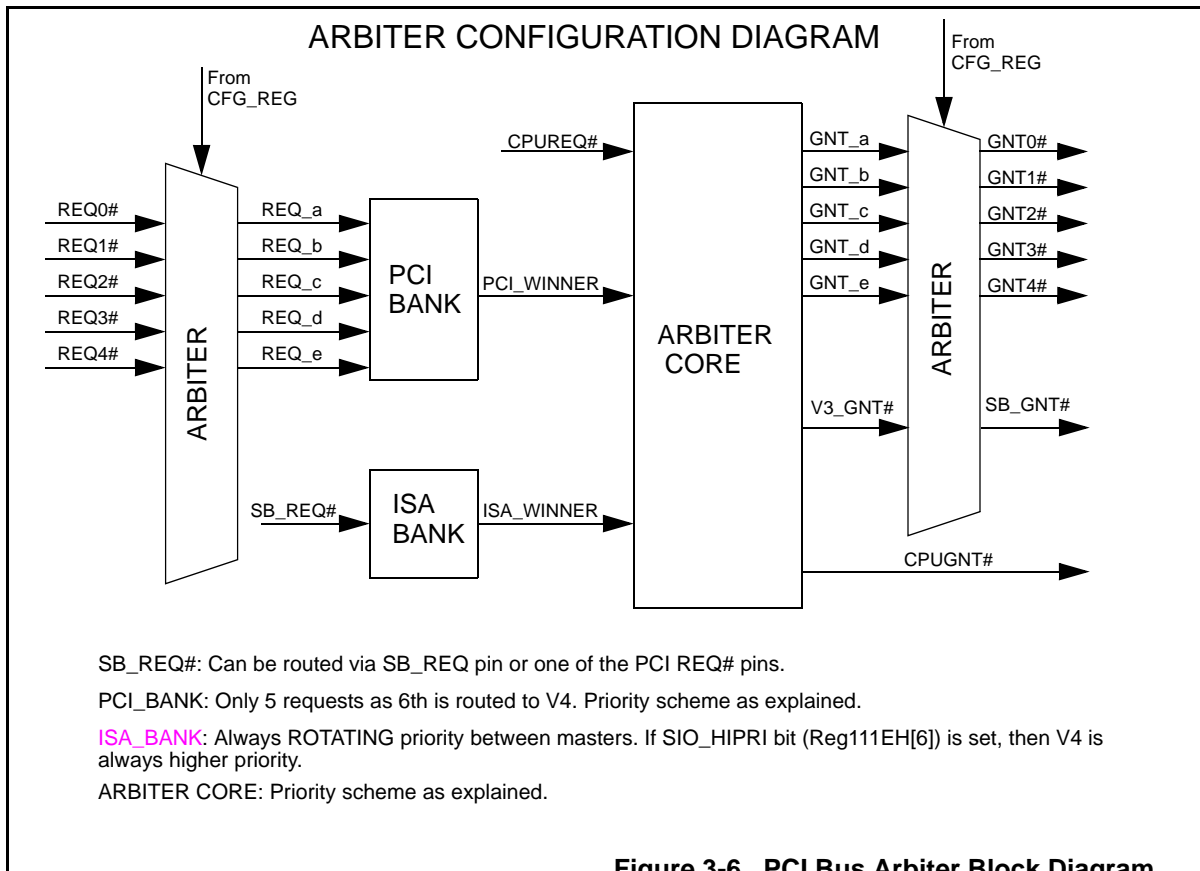 ARBITER CONFIGURATION DIAGRAM
From
CFG_REG
From
CFG_REG
REQ0#
REQ1#
REQ2#
REQ3#
REQ4#
ARBITER
REQ_a
REQ_b
REQ_c
REQ_d
REQ_e
PCI
BANK
PCI_WINNER
SB_REQ#
ISA
BANK
ISA_WINNER
CPUREQ#
ARBITER
CORE
GNT_a
GNT_b
GNT_c
GNT_d
GNT_e
V3_GNT#
ARBITER
GNT0#
GNT1#
GNT2#
GNT3#
GNT4#
SB_GNT#
CPUGNT#
SB_REQ#: Can be routed via SB_REQ pin or one of the PCI REQ# pins.
PCI_BANK: Only 5 requests as 6th is routed to V4. Priority scheme as explained.
ISA_BANK: Always ROTATING priority between masters. If SIO_HIPRI bit (Reg111EH[6]) is set, then V4 is
always higher priority.
ARBITER CORE: Priority scheme as explained.
Figure 3-6 PCI Bus Arbiter Block Diagram